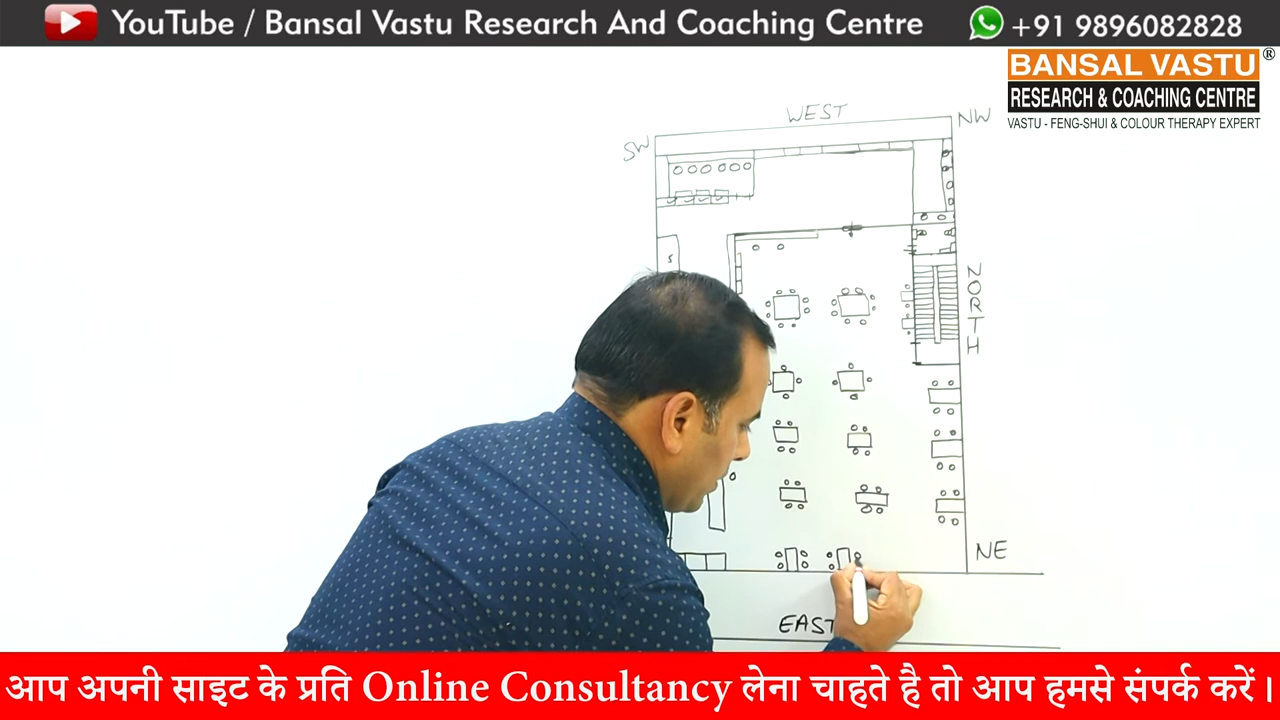 YouTube / Bansal Vastu Research And Coaching Centre
+91 9896082828
BANSAL VASTU®
RESEARCH & COACHING CENTRE
VASTU - FENG-SHUI & COLOUR THERAPY EXPERT
WEST
NW
SW
S
NORTH
NE
EAST
आप अपनी साइट के प्रति Online Consultancy लेना चाहते है तो आप हमसे संपर्क करें।